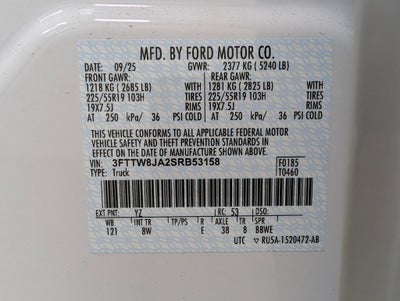 MFD. BY FORD MOTOR CO.
DATE: 09/25 GVWR: 2377 KG ( 5240 LB)
FRONT GAWR: REAR GAWR:
1218 KG ( 2685 LB) WITH 1281 KG ( 2825 LB) WITH
225/55R19 103H TIRES 225/55R19 103H TIRES
19X7.5J RIMS 19X7.5J RIMS
AT 250 kPa/ 36 PSI COLD AT 250 kPa/ 36 PSI COLD
THIS VEHICLE CONFORMS TO ALL APPLICABLE FEDERAL MOTOR
VEHICLE SAFETY AND THEFT PREVENTION STANDARDS IN EFFECT ON
THE DATE OF MANUFACTURE SHOWN ABOVE.
VIN: 3FTTW8JA2SRB53158 F0185
TYPE: Truck T0460
EXT PNT: YZ RC: 53 DSO:
WB INT TR TP/PS R AXLE TR SPR
121 8W E 38 8 BBWE
UTC RU5A-1520472-AB